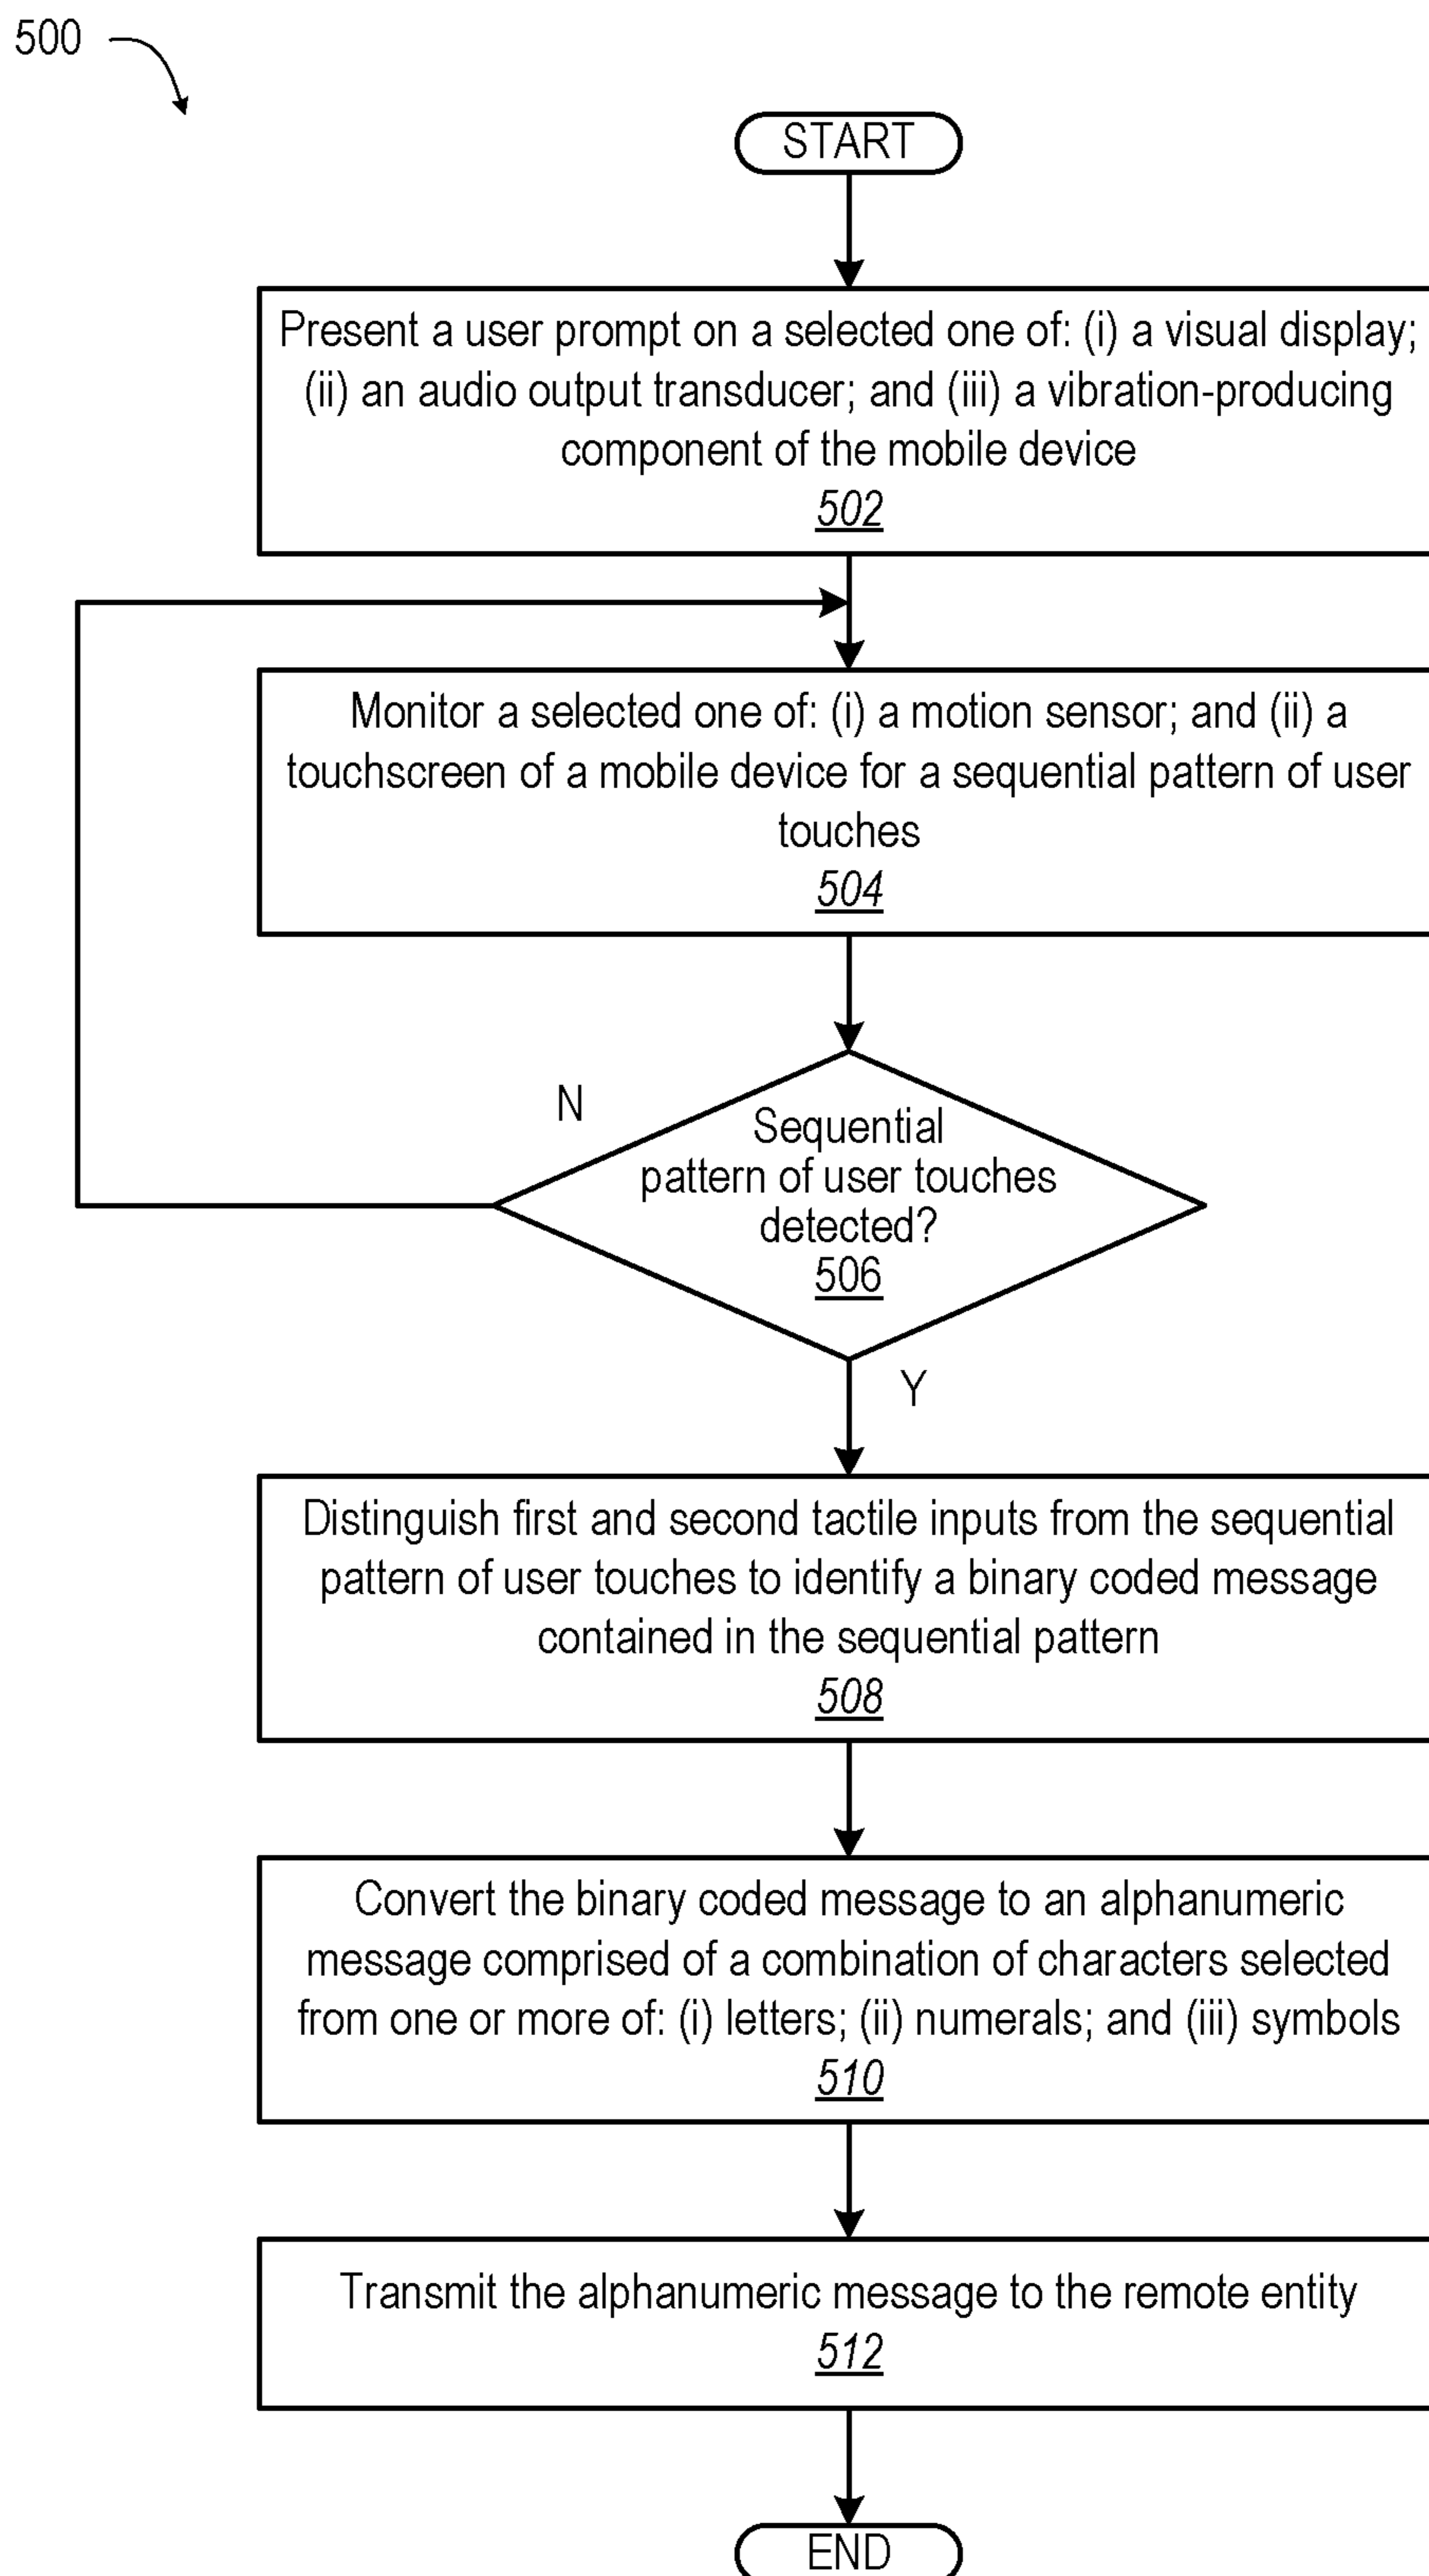 500
START
Present a user prompt on a selected one of: (i) a visual display;
(ii) an audio output transducer; and (iii) a vibration-producing
component of the mobile device
502
Monitor a selected one of: (i) a motion sensor; and (ii) a
touchscreen of a mobile device for a sequential pattern of user
touches
504
N
Sequential
pattern of user touches
detected?
506
Y
Distinguish first and second tactile inputs from the sequential
pattern of user touches to identify a binary coded message
contained in the sequential pattern
508
Convert the binary coded message to an alphanumeric
message comprised of a combination of characters selected
from one or more of: (i) letters; (ii) numerals; and (iii) symbols
510
Transmit the alphanumeric message to the remote entity
512
END